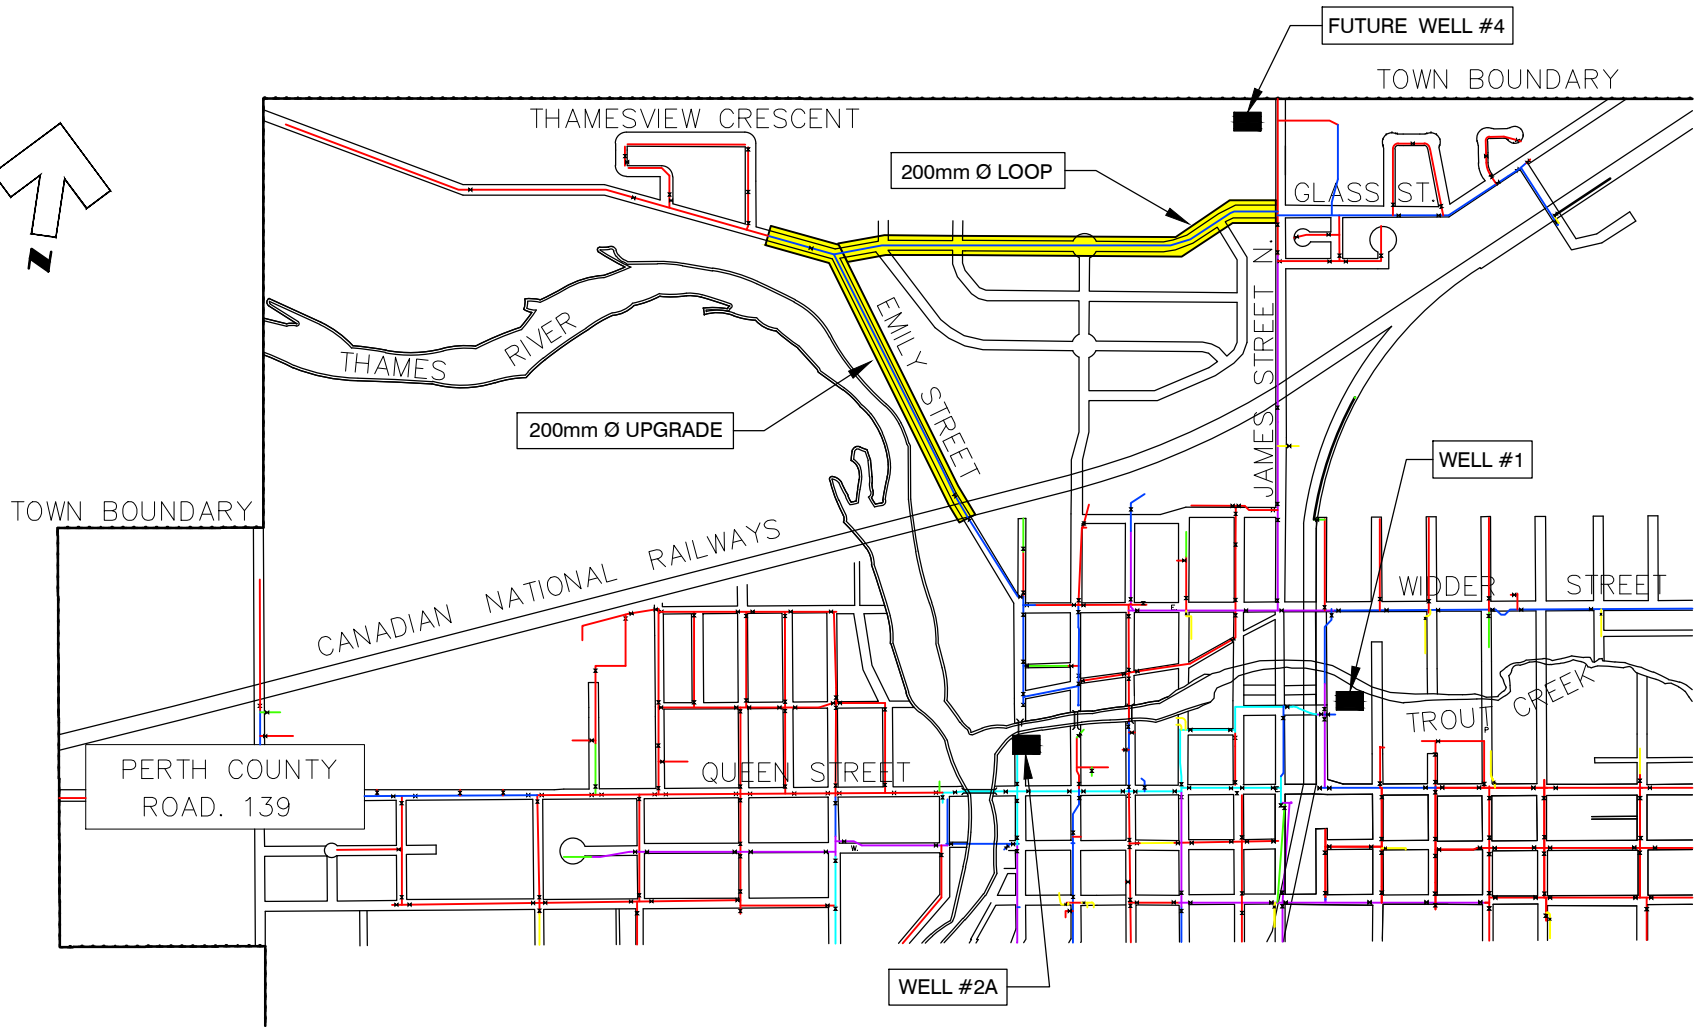 FUTURE WELL #4
TOWN BOUNDARY
THAMESVIEW CRESCENT
200mm Ø LOOP
GLASS ST.
N
JAMES STREET N.
EMILY STREET
THAMES RIVER
200mm Ø UPGRADE
WELL #1
TOWN BOUNDARY
CANADIAN NATIONAL RAILWAYS
WIDDER STREET
E.
TROUT CREEK
P
PERTH COUNTY
ROAD. 139
QUEEN STREET
W.
WELL #2A